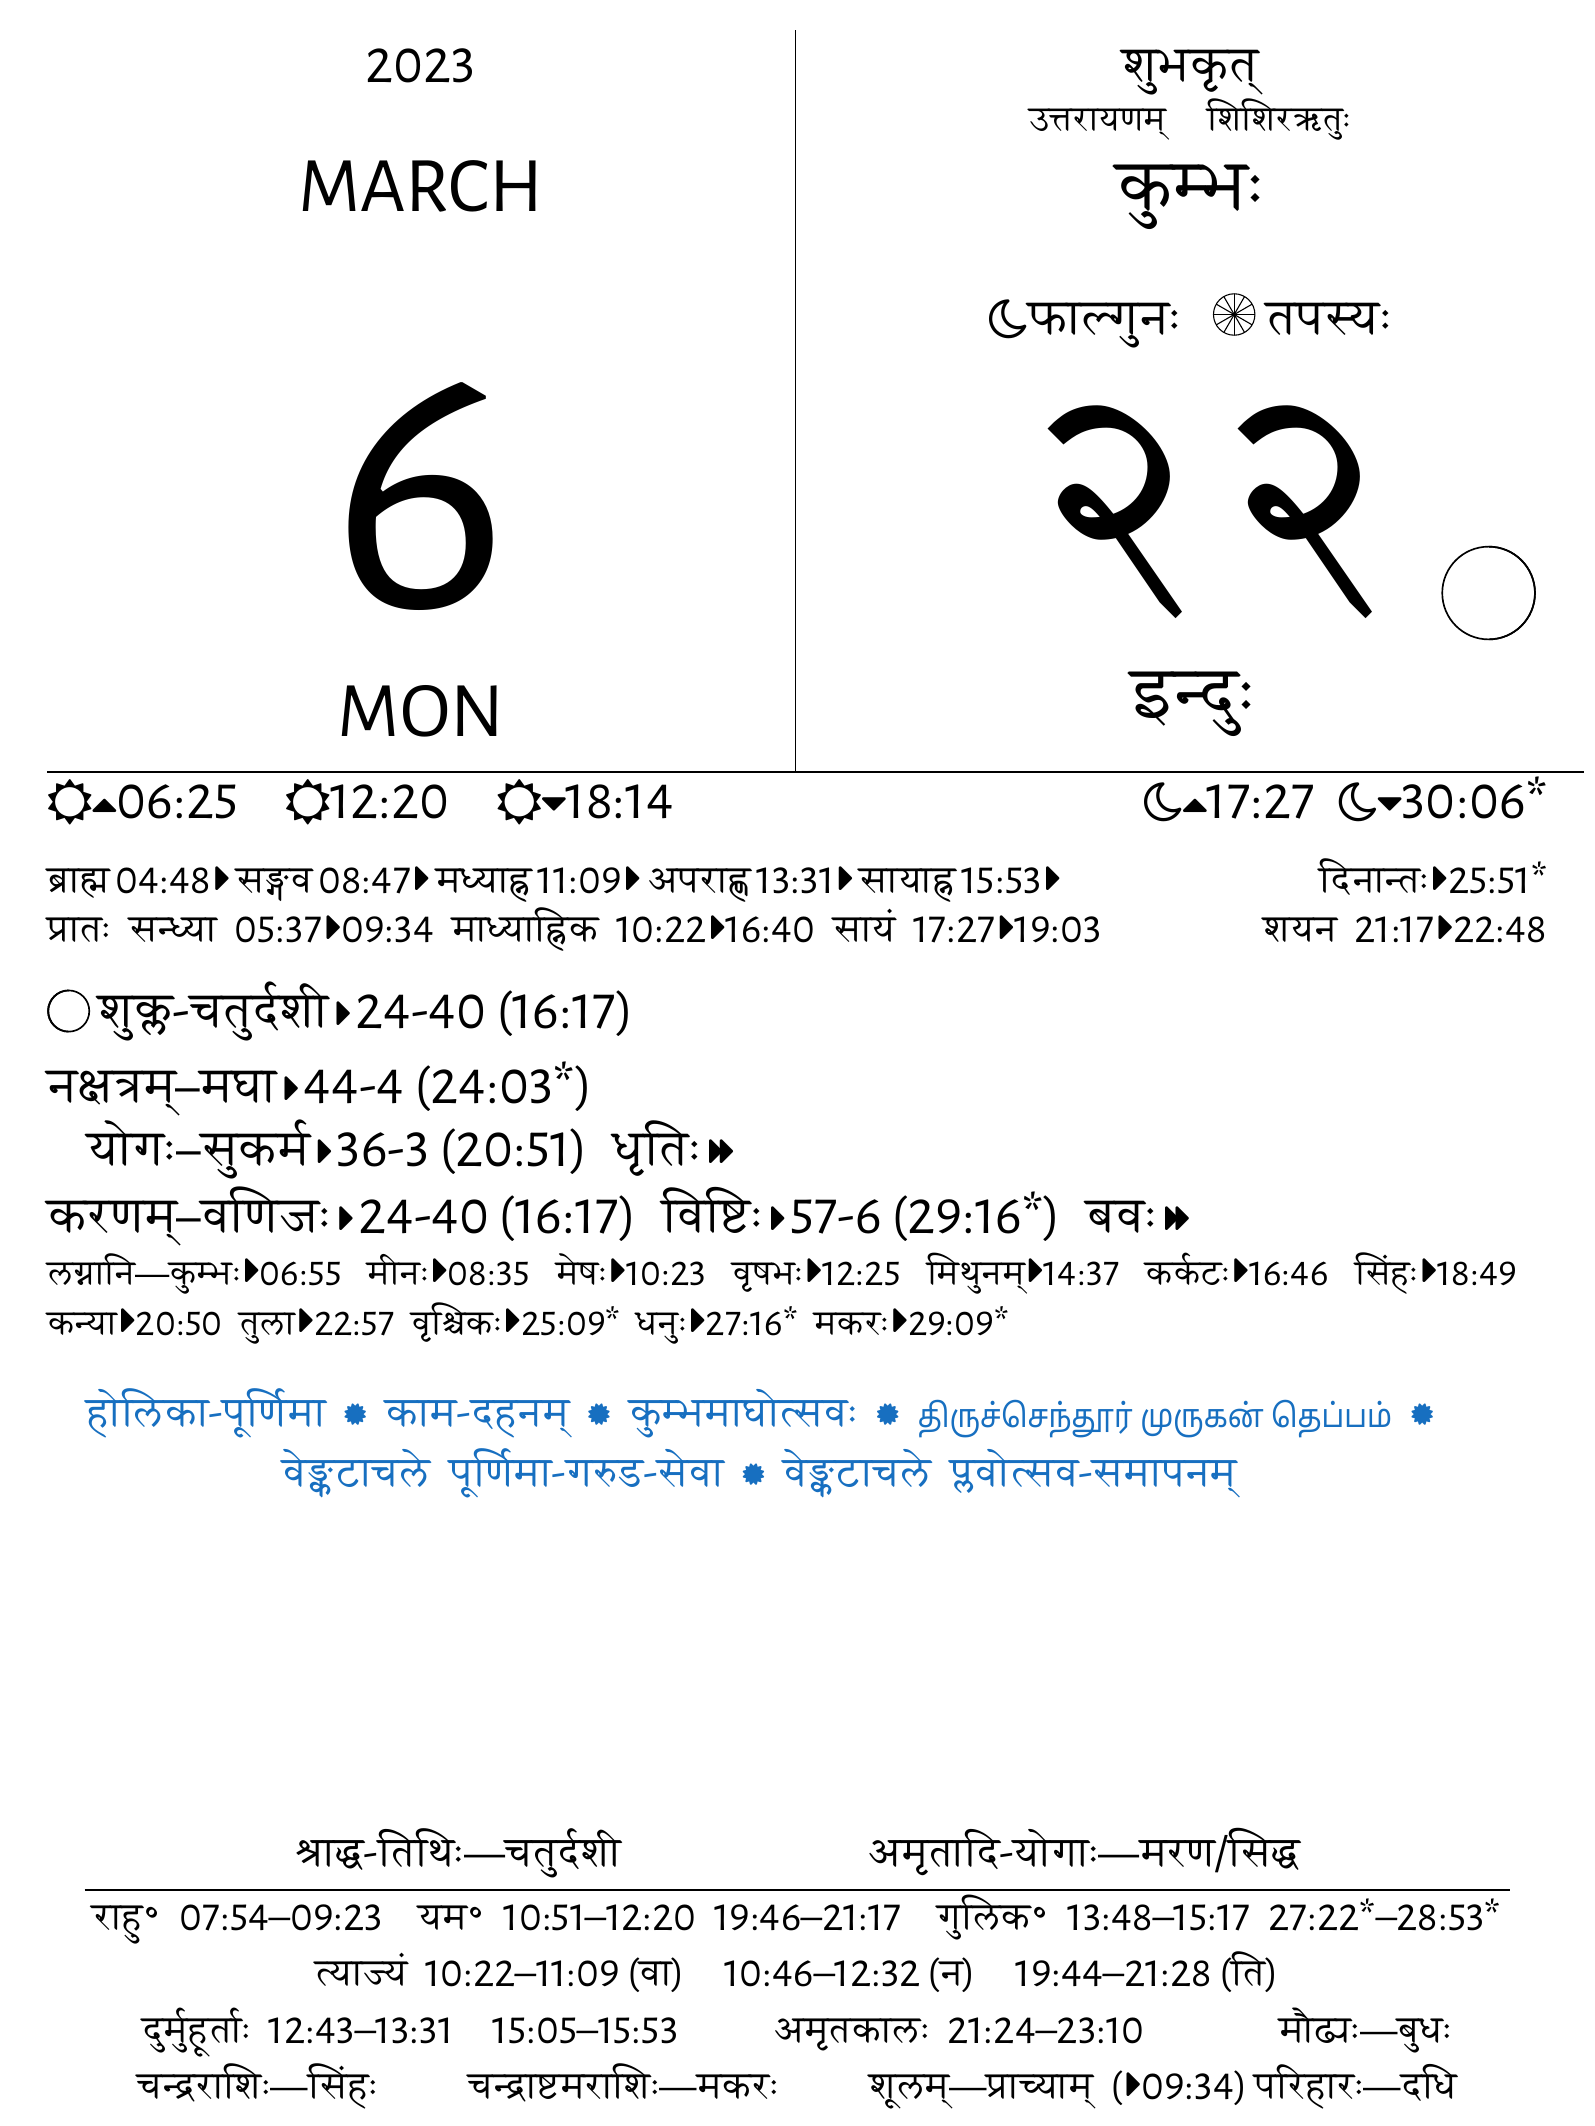 2023
MARCH
6
MON
शुभकृत्
उत्तरायणम् शिशिरऋतुः
कुम्भः
फाल्गुनः तपस्यः
२२
इन्दुः
06:25 12:20 18:14 17:27 30:06*
ब्राह्म 04:48 सङ्गव 08:47 मध्याह्न 11:09 अपराह्ण 13:31 सायाह्न 15:53 दिनान्तः 25:51*
प्रातः सन्ध्या 05:37 09:34 माध्याह्निक 10:22 16:40 सायं 17:27 19:03 शयन 21:17 22:48
शुक्ल-चतुर्दशी 24-40 (16:17)
नक्षत्रम्–मघा 44-4 (24:03*)
योगः–सुकर्म 36-3 (20:51) धृतिः
करणम्–वणिजः 24-40 (16:17) विष्टिः 57-6 (29:16*) बवः
लग्नानि—कुम्भः 06:55 मीनः 08:35 मेषः 10:23 वृषभः 12:25 मिथुनम् 14:37 कर्कटः 16:46 सिंहः 18:49
कन्या 20:50 तुला 22:57 वृश्चिकः 25:09* धनुः 27:16* मकरः 29:09*
होलिका-पूर्णिमा ✹ काम-दहनम् ✹ कुम्भमाघोत्सवः ✹ திருச்செந்தூர் முருகன் தெப்பம் ✹
वेङ्कटाचले पूर्णिमा-गरुड-सेवा ✹ वेङ्कटाचले प्लवोत्सव-समापनम्
श्राद्ध-तिथिः—चतुर्दशी अमृतादि-योगाः—मरण/सिद्ध
राहु॰ 07:54–09:23 यम॰ 10:51–12:20 19:46–21:17 गुलिक॰ 13:48–15:17 27:22*–28:53*
त्याज्यं 10:22–11:09 (वा) 10:46–12:32 (न) 19:44–21:28 (ति)
दुर्मुहूर्ताः 12:43–13:31 15:05–15:53 अमृतकालः 21:24–23:10 मौढ्यः—बुधः
चन्द्रराशिः—सिंहः चन्द्राष्टमराशिः—मकरः शूलम्—प्राच्याम् (09:34) परिहारः—दधि